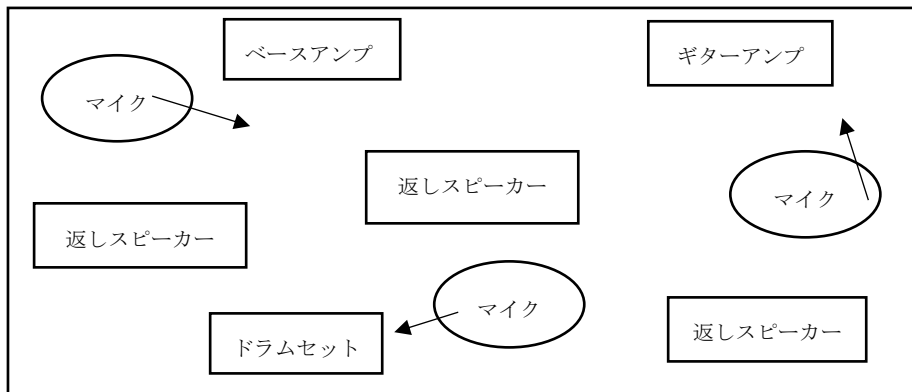 ベースアンプ
ギターアンプ
マイク
返しスピーカー
マイク
返しスピーカー
マイク
ドラムセット
返しスピーカー